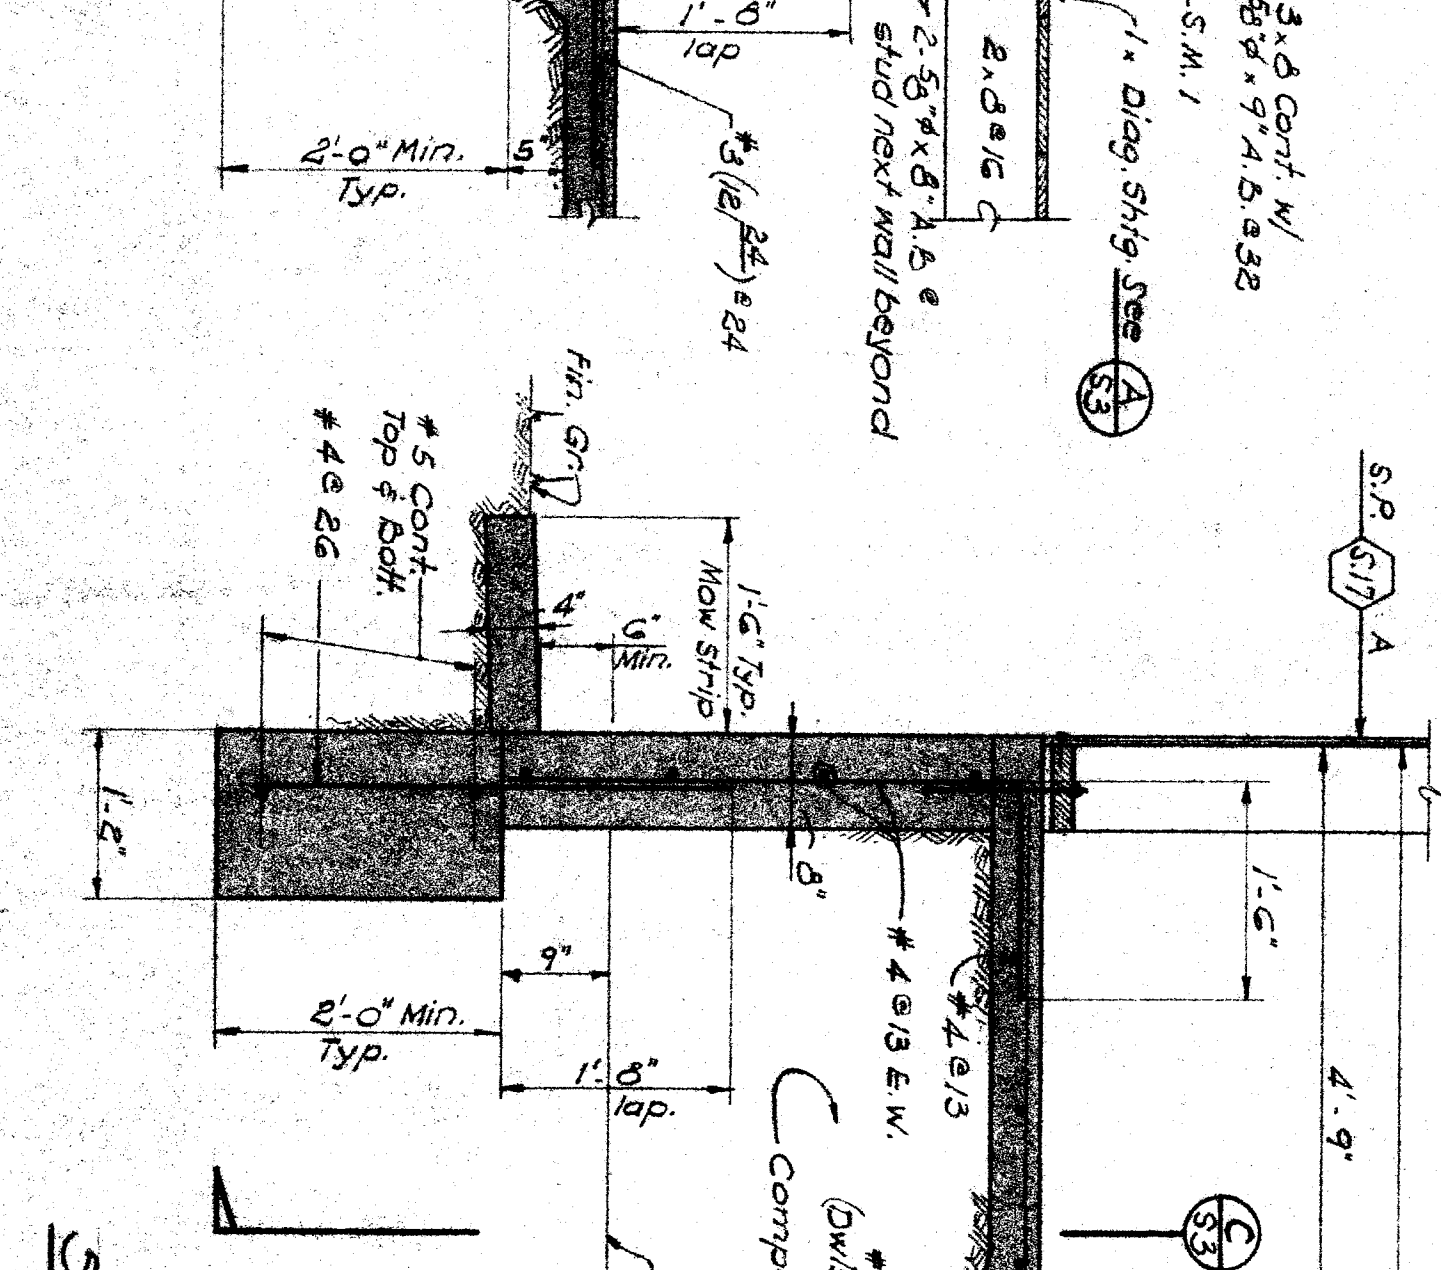 3x8 Cont. w/
5/8"φ x 9" A.B. @ 32
-S.M. 1
1x Diag. Shtg. See
A
S3
2x8@16
2-5/8"φ x 8" A.B @
stud next wall beyond
1'-8"
lap
#3(12/24)@24
2'-0" Min.
Typ.
5"
Fin. Gr.
#5 Cont.
Top & Bott.
#4@26
S.P.
S.17
A
1'-6" Typ.
Mow Strip
4"
6"
Min.
8"
1'-2"
1'-6"
4'-9"
9"
2'-0" Min.
Typ.
1'-8"
lap.
#4@13
#4@13 E.W.
Comp
(Dwl
#
C
S3